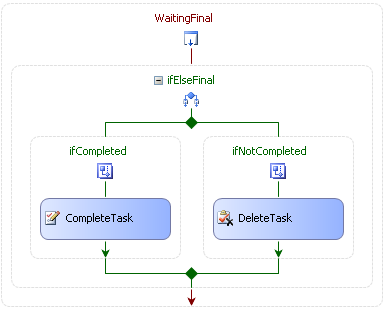 WaitingFinal
ifElseFinal
ifCompleted
ifNotCompleted
CompleteTask
DeleteTask